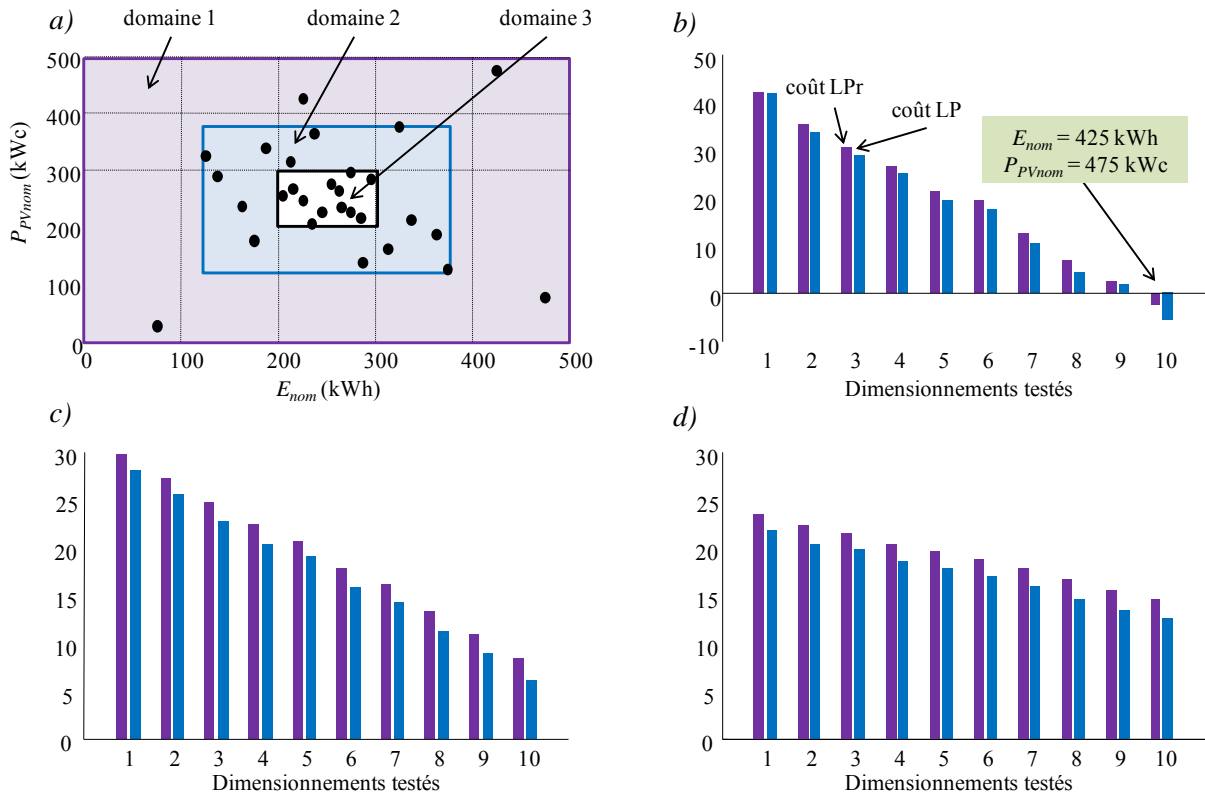 a)
domaine 1
domaine 2
domaine 3
500
400
300
200
100
0
P_PVnom (kWc)
0 100 200 300 400 500
E_nom (kWh)
b)
50
40
30
20
10
0
-10
coût LPr
coût LP
E_nom = 425 kWh
P_PVnom = 475 kWc
1 2 3 4 5 6 7 8 9 10
Dimensionnements testés
c)
30
25
20
15
10
5
0
1 2 3 4 5 6 7 8 9 10
Dimensionnements testés
d)
30
25
20
15
10
5
0
1 2 3 4 5 6 7 8 9 10
Dimensionnements testés